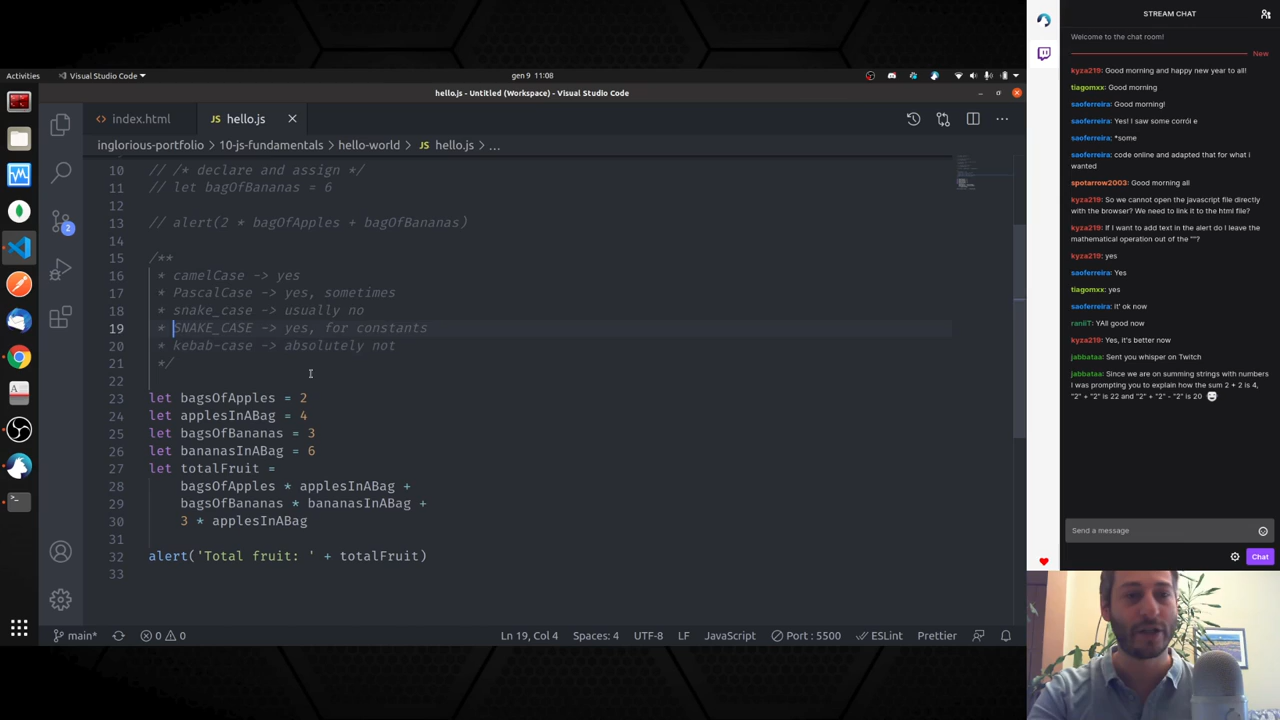 Activities
Visual Studio Code
gen 9 11:08
hello.js - Untitled (Workspace) - Visual Studio Code
index.html
hello.js
inglorious-portfolio > 10-js-fundamentals > hello > JS hello.js > ...
10 // /* declare and assign */
11 // let bagOfBananas = 6
12
13 // alert(2 * bagOfApples + bagOfBananas)
14
15 /**
16 * camelCase -> yes
17 * PascalCase -> yes, sometimes
18 * snake_case -> usually no
19 * SNAKE_CASE -> yes, for constants
20 * kebab-case -> absolutely not
21 */
22
23 let bagsOfApples = 2
24 let applesInABag = 4
25 let bagsOfBananas = 3
26 let bananasInABag = 6
27 let totalFruit =
28 bagsOfApples * applesInABag +
29 bagsOfBananas * bananasInABag +
30 3 * applesInABag
31
32 alert('Total fruit: ' + totalFruit)
33
2
main*
0 0
Ln 19, Col 4
Spaces: 4
UTF-8
LF
JavaScript
Port : 5500
ESLint
Prettier
STREAM CHAT
Welcome to the chat room!
New
kyza219: Good morning and happy new year to all!
tiagomxx: Good morning
saoferreira: Good morning!
saoferreira: Yes! I saw some corrói e
saoferreira: *some
saoferreira: code online and adapted that for what i
wanted
spotarrow2003: Good morning all
kyza219: So we cannot open the javascript file directly
with the browser? We need to link it to the html file?
kyza219: If I want to add text in the alert do I leave the
mathematical operation out of the ""?
kyza219: yes
saoferreira: Yes
tiagomxx: yes
saoferreira: it' ok now
raniiT: YAll good now
kyza219: Yes, it's better now
jabbataa: Sent you whisper on Twitch
jabbataa: Since we are on summing strings with numbers
I was prompting you to explain how the sum 2 + 2 is 4,
"2" + "2" is 22 and "2" + "2" - "2" is 20
Send a message
Chat